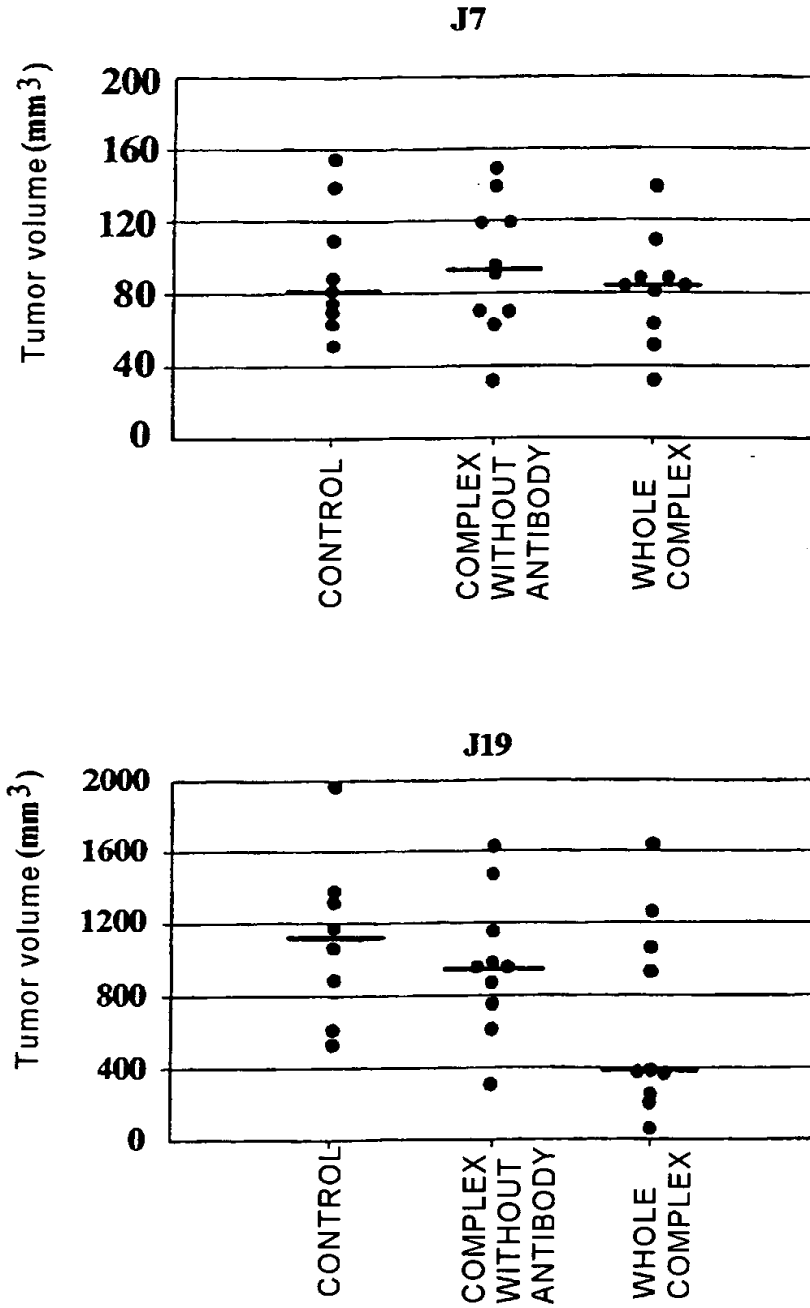 J7
Tumor volume (mm³)
200
160
120
80
40
0
CONTROL
COMPLEX
WITHOUT
ANTIBODY
WHOLE
COMPLEX
J19
Tumor volume (mm³)
2000
1600
1200
800
400
0
CONTROL
COMPLEX
WITHOUT
ANTIBODY
WHOLE
COMPLEX